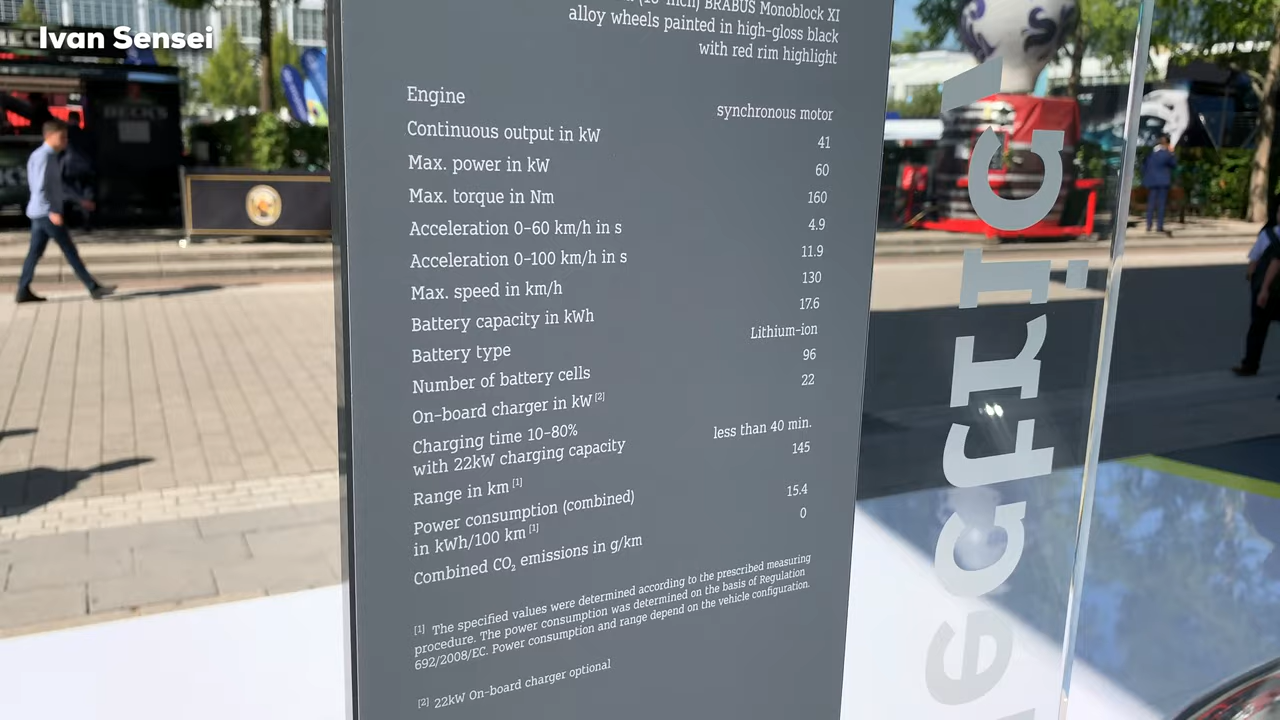 Ivan Sensei
BRABUS Monoblock XI
alloy wheels painted in high-gloss black
with red rim highlight
Engine synchronous motor
Continuous output in kW 41
Max. power in kW 60
Max. torque in Nm 160
Acceleration 0-60 km/h in s 4.9
Acceleration 0-100 km/h in s 11.9
Max. speed in km/h 130
Battery capacity in kWh 17.6
Battery type Lithium-ion
Number of battery cells 96
On-board charger in kW [2] 22
Charging time 10-80%
with 22kW charging capacity less than 40 min.
Range in km [1] 145
Power consumption (combined)
in kWh/100 km [1] 15.4
Combined CO₂ emissions in g/km 0
[1] The specified values were determined according to the prescribed measuring
procedure. The power consumption was determined on the basis of Regulation
692/2008/EC. Power consumption and range depend on the vehicle configuration.
[2] 22kW On-board charger optional
BECK'S